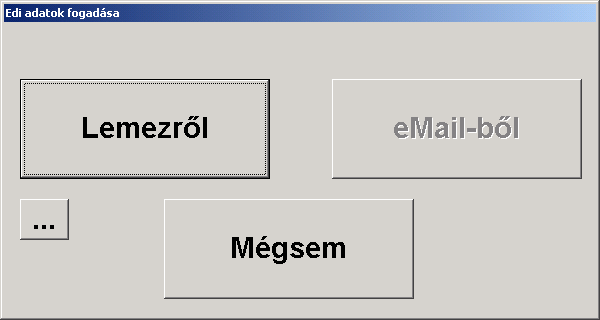 Edi adatok fogadása
Lemezről
eMail-ből
...
Mégsem